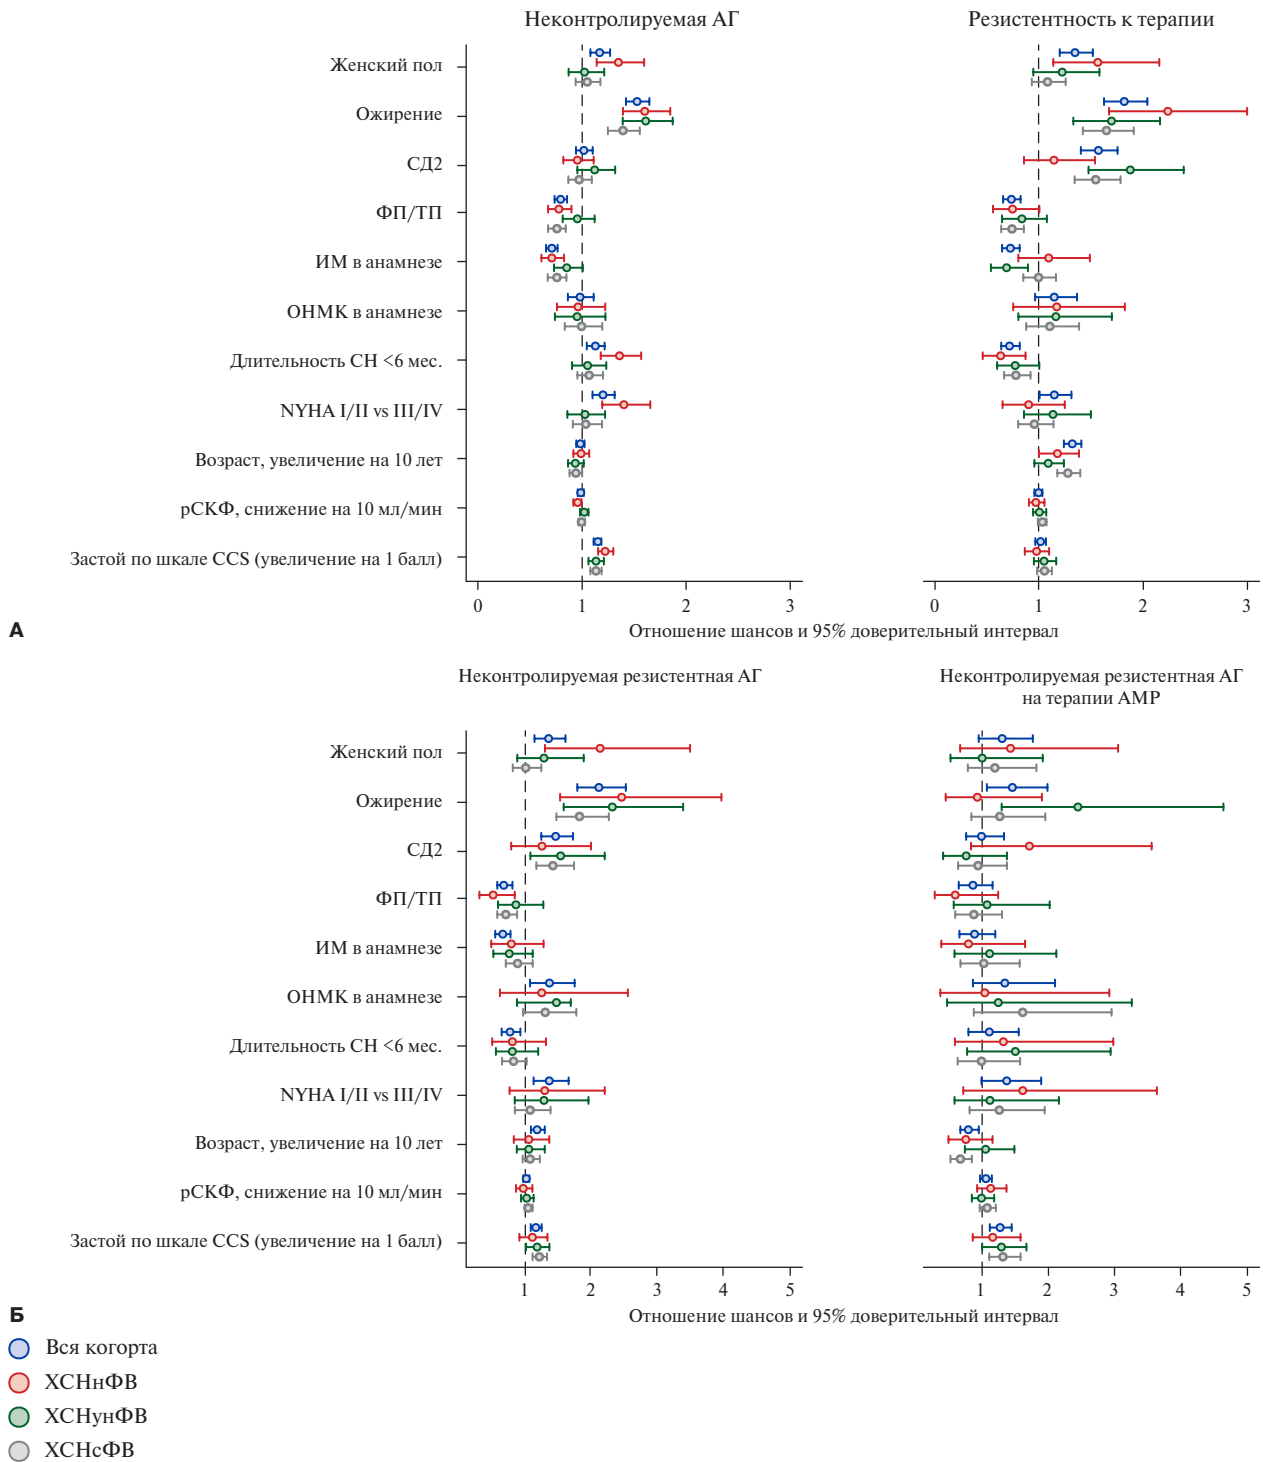 Неконтролируемая АГ
Резистентность к терапии
Женский пол
Ожирение
СД2
ФП/ТП
ИМ в анамнезе
ОНМК в анамнезе
Длительность СН <6 мес.
NYHA I/II vs III/IV
Возраст, увеличение на 10 лет
рСКФ, снижение на 10 мл/мин
Застой по шкале CCS (увеличение на 1 балл)
0 1 2 3
0 1 2 3
А
Отношение шансов и 95% доверительный интервал
Неконтролируемая резистентная АГ
Неконтролируемая резистентная АГ
на терапии АМР
Женский пол
Ожирение
СД2
ФП/ТП
ИМ в анамнезе
ОНМК в анамнезе
Длительность СН <6 мес.
NYHA I/II vs III/IV
Возраст, увеличение на 10 лет
рСКФ, снижение на 10 мл/мин
Застой по шкале CCS (увеличение на 1 балл)
1 2 3 4 5
1 2 3 4 5
Б
Отношение шансов и 95% доверительный интервал
Вся когорта
ХСНнФВ
ХСНунФВ
ХСНсФВ